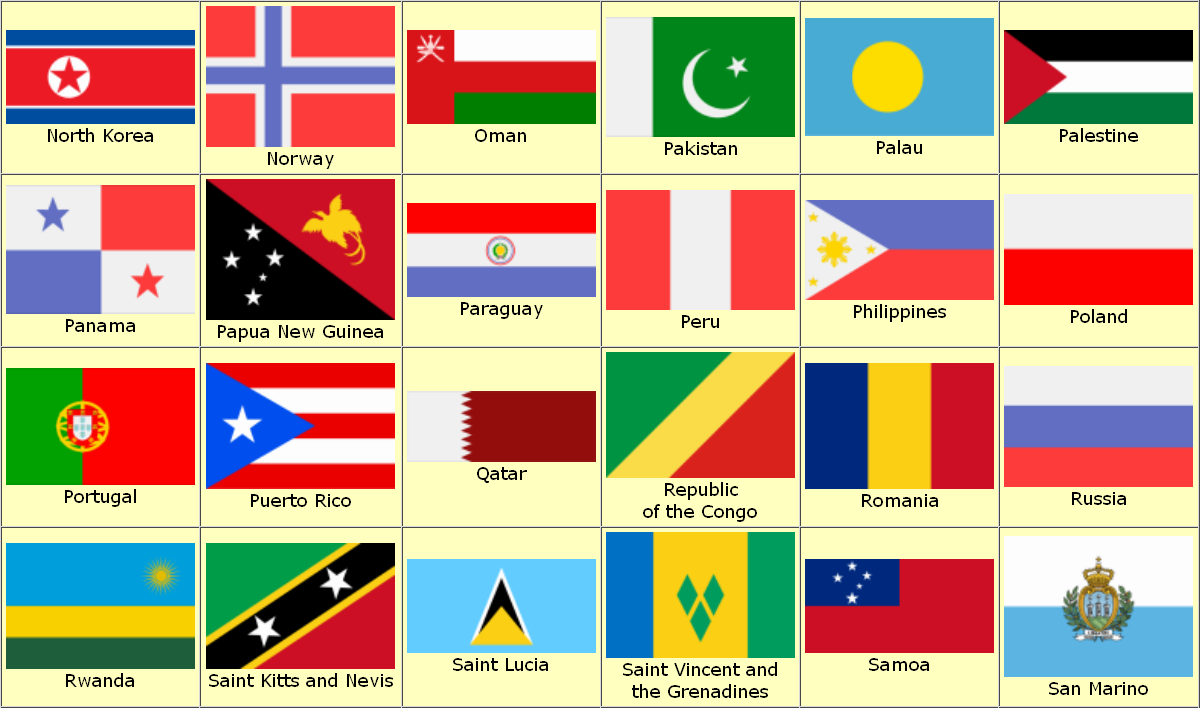 North Korea
Norway
Oman
Pakistan
Palau
Palestine
Panama
Papua New Guinea
Paraguay
Peru
Philippines
Poland
Portugal
Puerto Rico
Qatar
Republic
of the Congo
Romania
Russia
Rwanda
Saint Kitts and Nevis
Saint Lucia
Saint Vincent and
the Grenadines
Samoa
San Marino